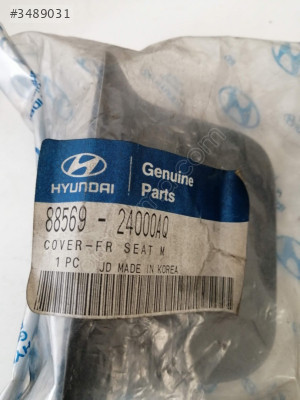 #3489031
HYUNDAI
Genuine
Parts
88569 - 24000AQ
COVER-FR SEAT M
1 PC JD MADE IN KOREA